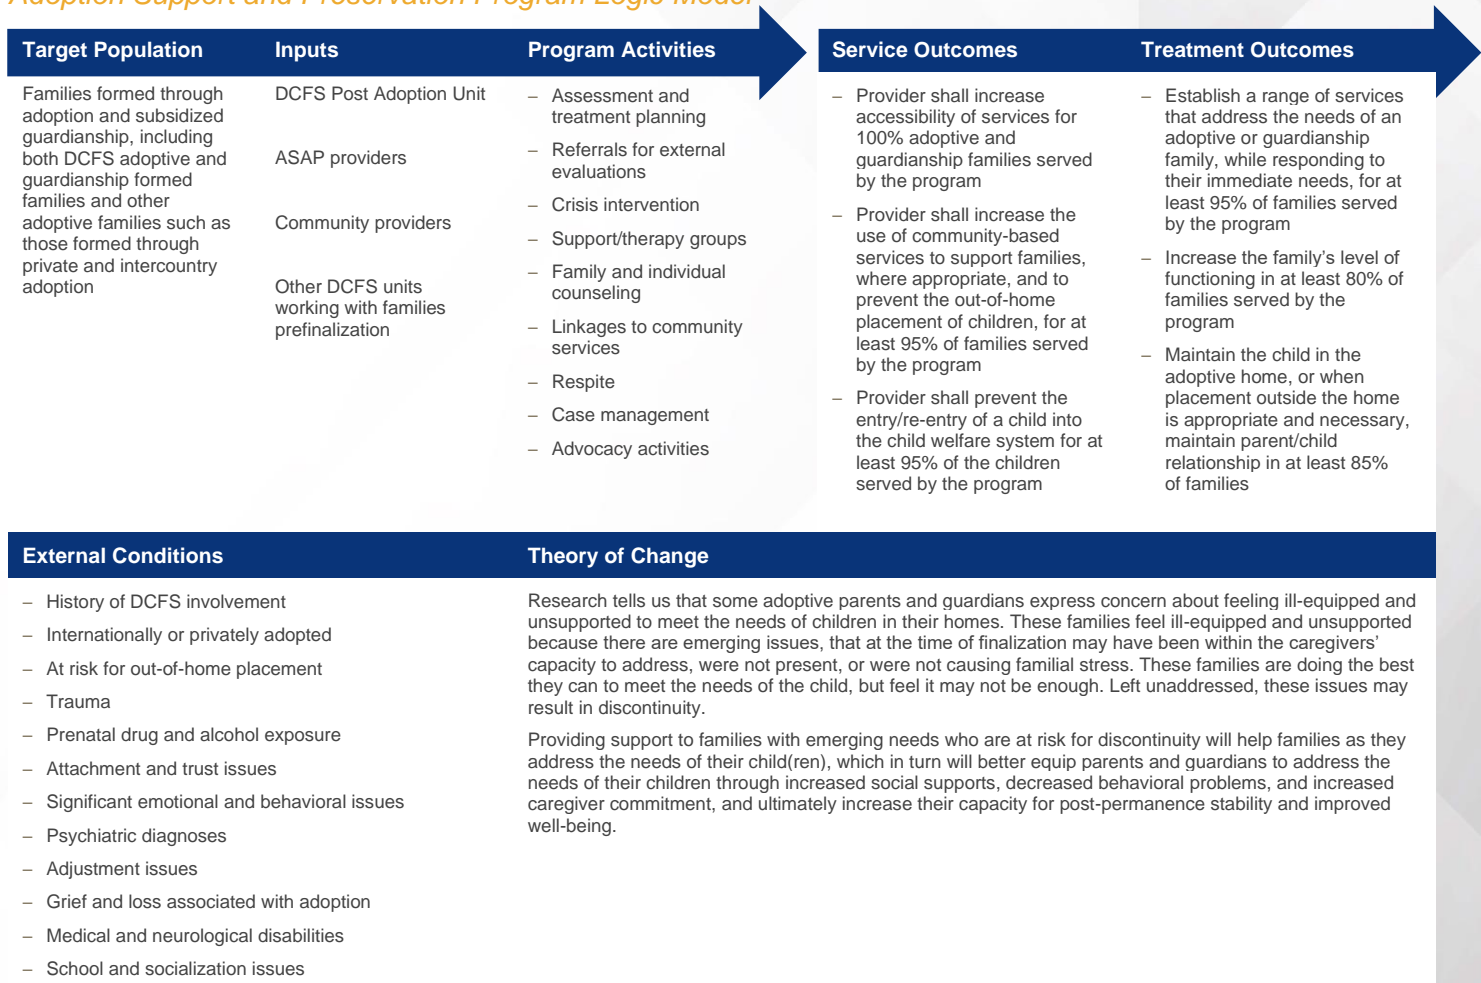 Adoption Support and Preservation Program Logic Model
Target Population
Families formed through
adoption and subsidized
guardianship, including
both DCFS adoptive and
guardianship formed
families and other
adoptive families such as
those formed through
private and intercountry
adoption
Inputs
DCFS Post Adoption Unit
ASAP providers
Community providers
Other DCFS units
working with families
prefinalization
Program Activities
– Assessment and
treatment planning
– Referrals for external
evaluations
– Crisis intervention
– Support/therapy groups
– Family and individual
counseling
– Linkages to community
services
– Respite
– Case management
– Advocacy activities
Service Outcomes
– Provider shall increase
accessibility of services for
100% adoptive and
guardianship families served
by the program
– Provider shall increase the
use of community-based
services to support families,
where appropriate, and to
prevent the out-of-home
placement of children, for at
least 95% of families served
by the program
– Provider shall prevent the
entry/re-entry of a child into
the child welfare system for at
least 95% of the children
served by the program
Treatment Outcomes
– Establish a range of services
that address the needs of an
adoptive or guardianship
family, while responding to
their immediate needs, for at
least 95% of families served
by the program
– Increase the family's level of
functioning in at least 80% of
families served by the
program
– Maintain the child in the
adoptive home, or when
placement outside the home
is appropriate and necessary,
maintain parent/child
relationship in at least 85%
of families
External Conditions
– History of DCFS involvement
– Internationally or privately adopted
– At risk for out-of-home placement
– Trauma
– Prenatal drug and alcohol exposure
– Attachment and trust issues
– Significant emotional and behavioral issues
– Psychiatric diagnoses
– Adjustment issues
– Grief and loss associated with adoption
– Medical and neurological disabilities
– School and socialization issues
Theory of Change
Research tells us that some adoptive parents and guardians express concern about feeling ill-equipped and
unsupported to meet the needs of children in their homes. These families feel ill-equipped and unsupported
because there are emerging issues, that at the time of finalization may have been within the caregivers'
capacity to address, were not present, or were not causing familial stress. These families are doing the best
they can to meet the needs of the child, but feel it may not be enough. Left unaddressed, these issues may
result in discontinuity.
Providing support to families with emerging needs who are at risk for discontinuity will help families as they
address the needs of their child(ren), which in turn will better equip parents and guardians to address the
needs of their children through increased social supports, decreased behavioral problems, and increased
caregiver commitment, and ultimately increase their capacity for post-permanence stability and improved
well-being.